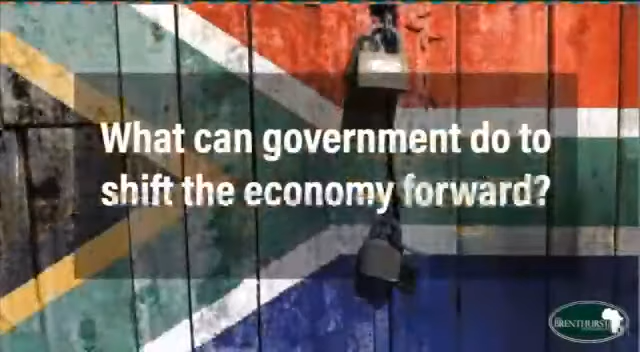 What can government do to
shift the economy forward?
BRENTHURST